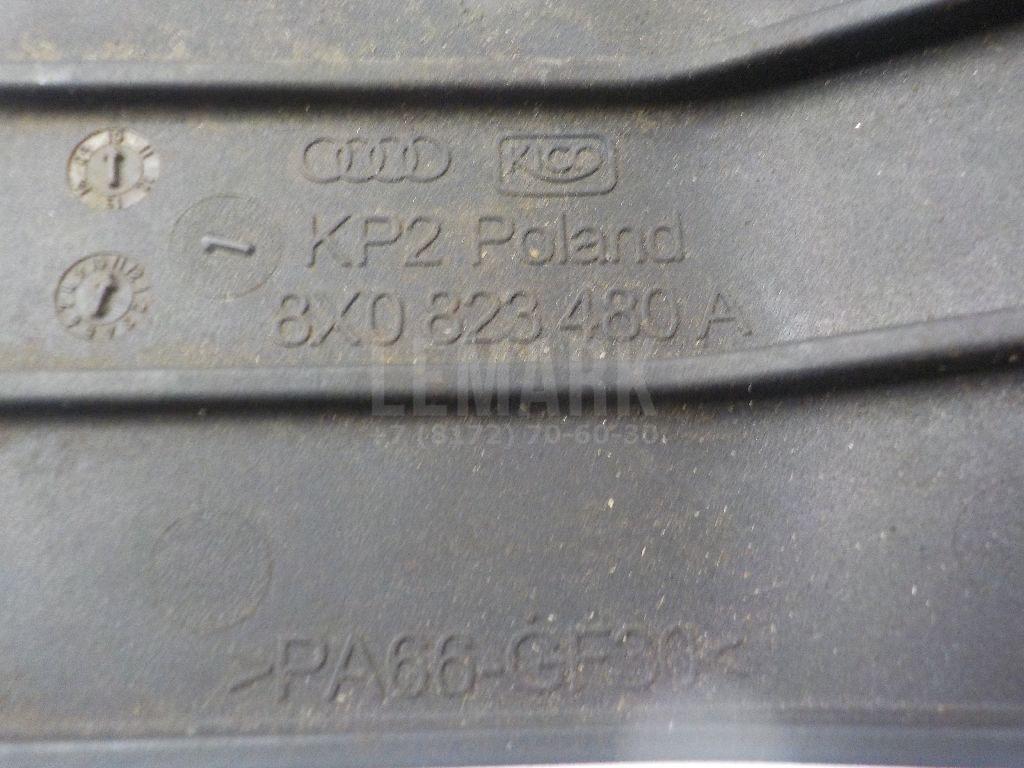 KICO
KP2 Poland
8X0 823 480 A
LEMARK
+7 (8172) 70-60-30
>PA66-GF30<